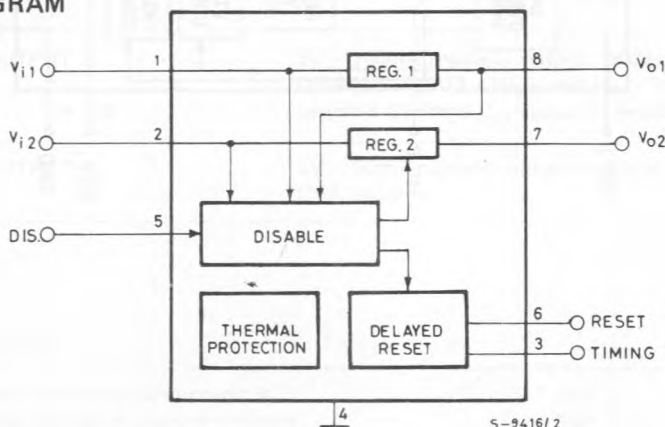 GRAM
Vi1 1 REG. 1 8 Vo1
Vi2 2 REG. 2 7 Vo2
DIS. 5 DISABLE
THERMAL PROTECTION
DELAYED RESET
6 RESET
3 TIMING
4
S-9416/2